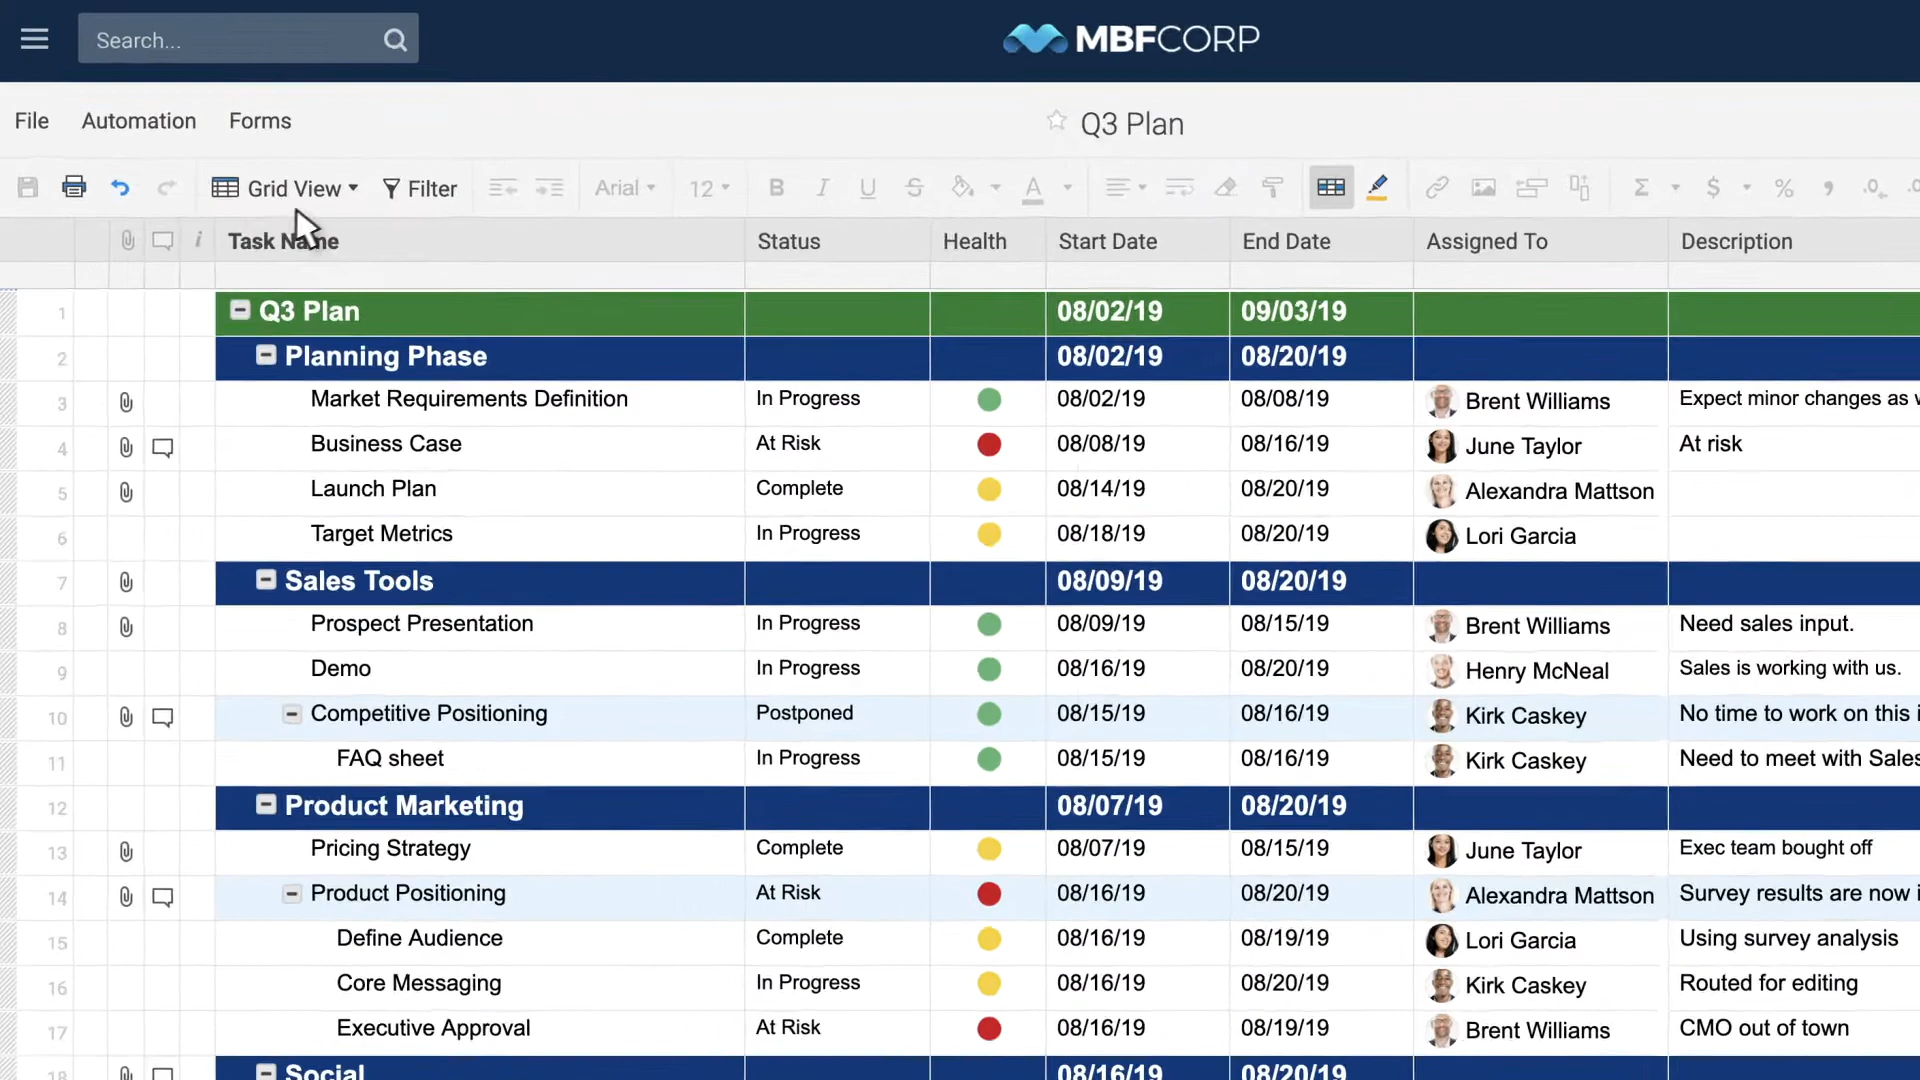 Search...
MBFCORP
File Automation Forms
Q3 Plan
Grid View Filter Arial 12 B I U S A Σ $ % , .0
i Task Name Status Health Start Date End Date Assigned To Description
1 Q3 Plan 08/02/19 09/03/19
2 Planning Phase 08/02/19 08/20/19
3 Market Requirements Definition In Progress 08/02/19 08/08/19 Brent Williams Expect minor changes as
4 Business Case At Risk 08/08/19 08/16/19 June Taylor At risk
5 Launch Plan Complete 08/14/19 08/20/19 Alexandra Mattson
6 Target Metrics In Progress 08/18/19 08/20/19 Lori Garcia
7 Sales Tools 08/09/19 08/20/19
8 Prospect Presentation In Progress 08/09/19 08/15/19 Brent Williams Need sales input.
9 Demo In Progress 08/16/19 08/20/19 Henry McNeal Sales is working with us.
10 Competitive Positioning Postponed 08/15/19 08/16/19 Kirk Caskey No time to work on this
11 FAQ sheet In Progress 08/15/19 08/16/19 Kirk Caskey Need to meet with Sales
12 Product Marketing 08/07/19 08/20/19
13 Pricing Strategy Complete 08/07/19 08/15/19 June Taylor Exec team bought off
14 Product Positioning At Risk 08/16/19 08/20/19 Alexandra Mattson Survey results are now
15 Define Audience Complete 08/16/19 08/19/19 Lori Garcia Using survey analysis
16 Core Messaging In Progress 08/16/19 08/20/19 Kirk Caskey Routed for editing
17 Executive Approval At Risk 08/16/19 08/19/19 Brent Williams CMO out of town
18 Social 08/16/19 08/20/19